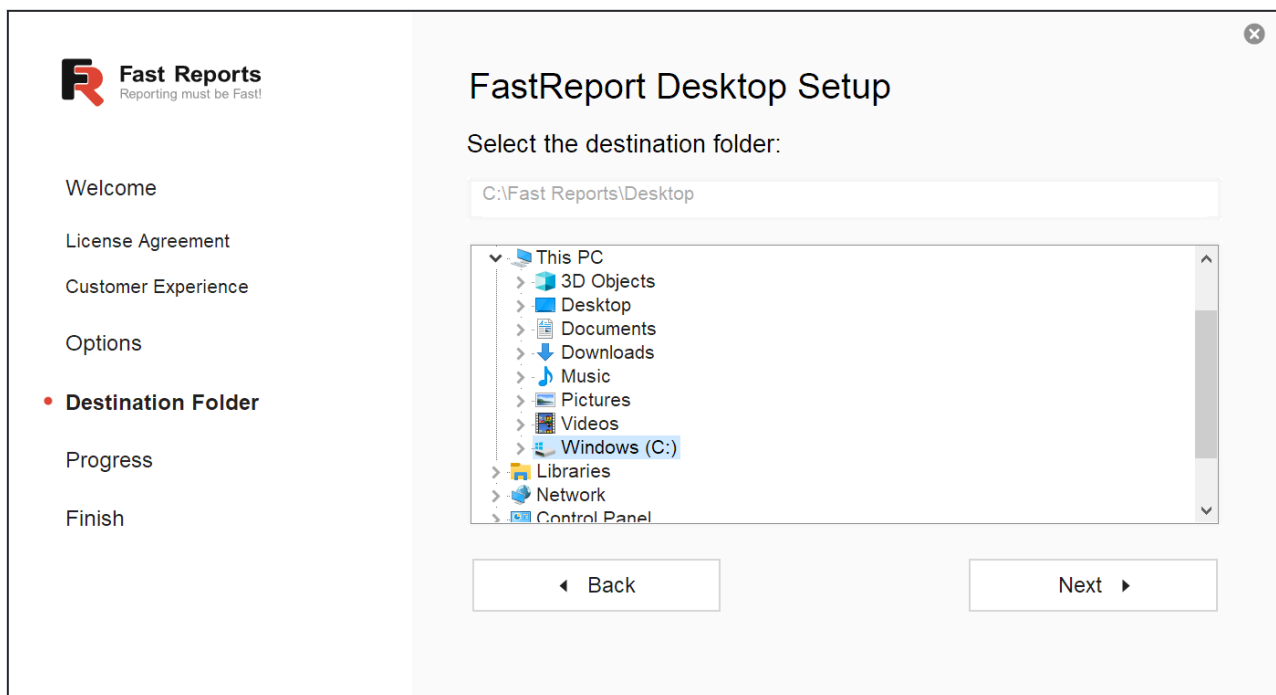 Fast Reports
Reporting must be Fast!
Welcome
License Agreement
Customer Experience
Options
Destination Folder
Progress
Finish
FastReport Desktop Setup
Select the destination folder:
C:\Fast Reports\Desktop
This PC
3D Objects
Desktop
Documents
Downloads
Music
Pictures
Videos
Windows (C:)
Libraries
Network
Control Panel
Back
Next